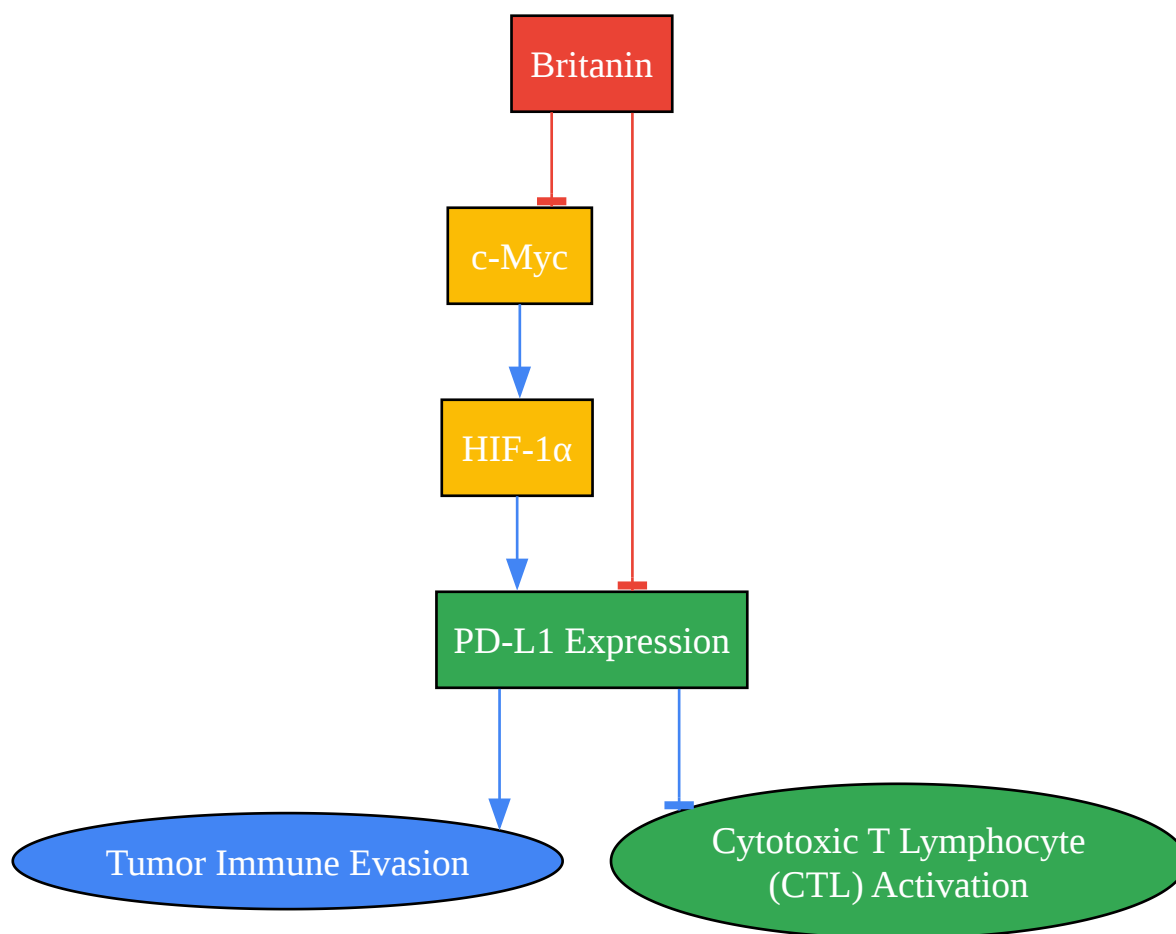 Britanin
c-Myc
HIF-1α
PD-L1 Expression
Tumor Immune Evasion
Cytotoxic T Lymphocyte
(CTL) Activation